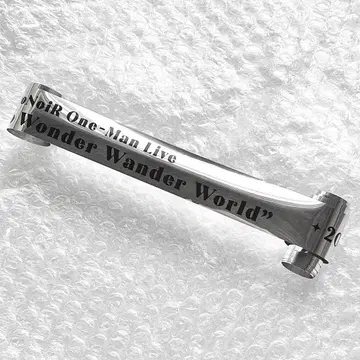 NoiR One-Man Live
Wonder Wander World”
✦ 20